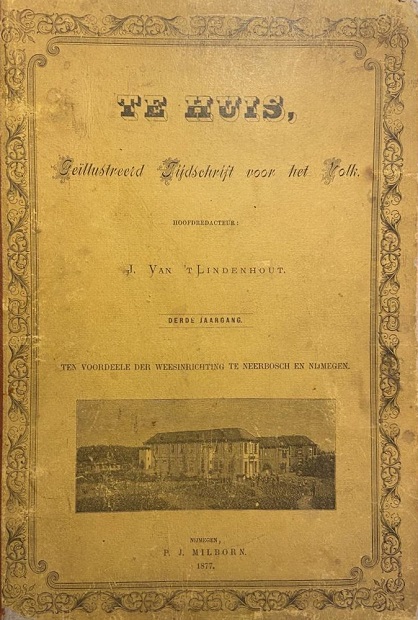 TE HUIS,
Geïllustreerd Tijdschrift voor het Volk.
HOOFDREDACTEUR:
J. VAN 'T LINDENHOUT.
DERDE JAARGANG.
TEN VOORDEELE DER WEESINRICHTING TE NEERBOSCH EN NIJMEGEN.
NIJMEGEN,
P. J. MILBORN.
1877.